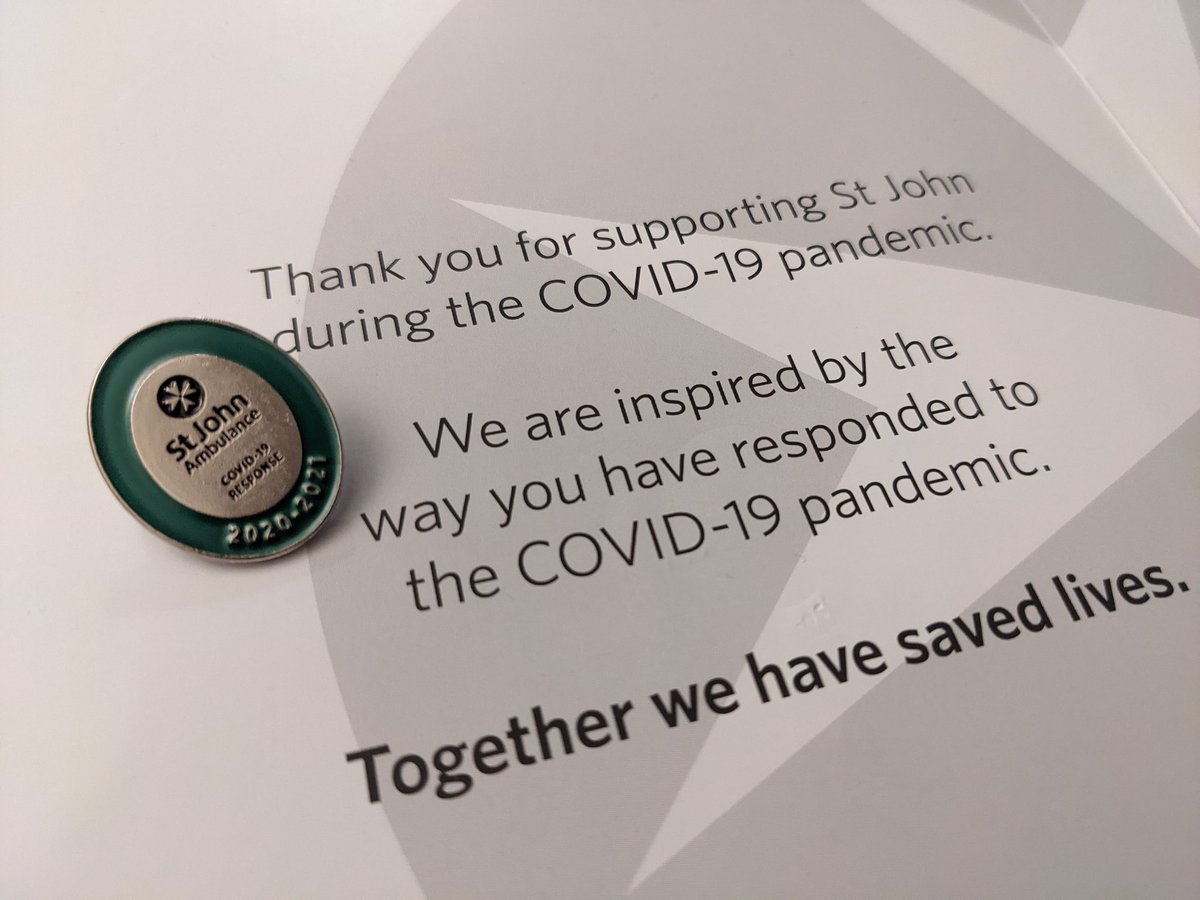 Thank you for supporting St John
during the COVID-19 pandemic.
We are inspired by the
way you have responded to
the COVID-19 pandemic.
Together we have saved lives.
St John
Ambulance
COVID-19
RESPONSE
2020-2021